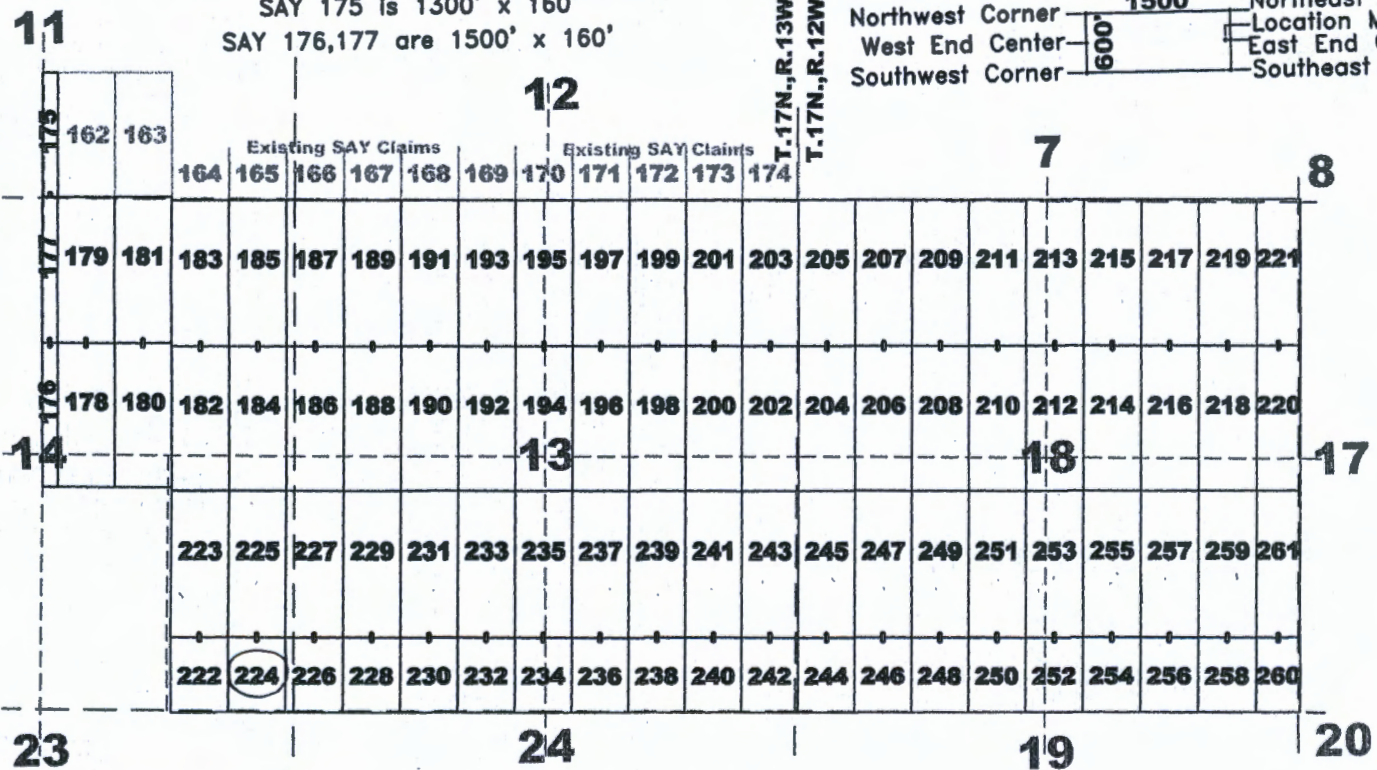 SAY 175 is 1300' x 160'
SAY 176,177 are 1500' x 160'
T.17N.,R.13W
T.17N.,R.12W
1500'
600'
Northwest Corner
West End Center
Southwest Corner
Northeast
Location
East End
Southeast
11
12
7
8
175 162 163
Existing SAY Claims
Existing SAY Claims
164 165 166 167 168 169 170 171 172 173 174
177 179 181 183 185 187 189 191 193 195 197 199 201 203 205 207 209 211 213 215 217 219 221
176 178 180 182 184 186 188 190 192 194 196 198 200 202 204 206 208 210 212 214 216 218 220
14 13 18 17
223 225 227 229 231 233 235 237 239 241 243 245 247 249 251 253 255 257 259 261
222 224 226 228 230 232 234 236 238 240 242 244 246 248 250 252 254 256 258 260
23 24 19 20